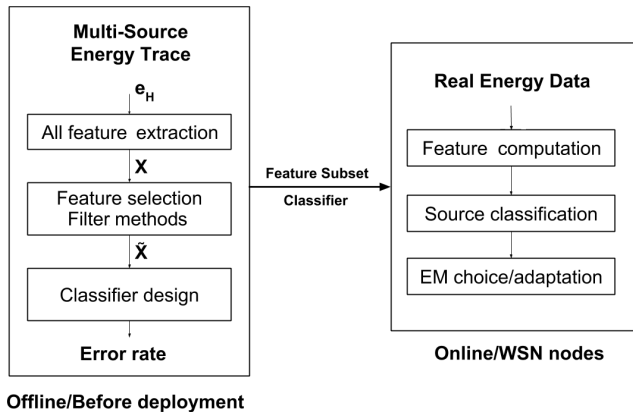 Multi-Source
Energy Trace
e_H
All feature extraction
X
Feature selection
Filter methods
X̃
Classifier design
Error rate
Offline/Before deployment
Feature Subset
Classifier
Real Energy Data
Feature computation
Source classification
EM choice/adaptation
Online/WSN nodes